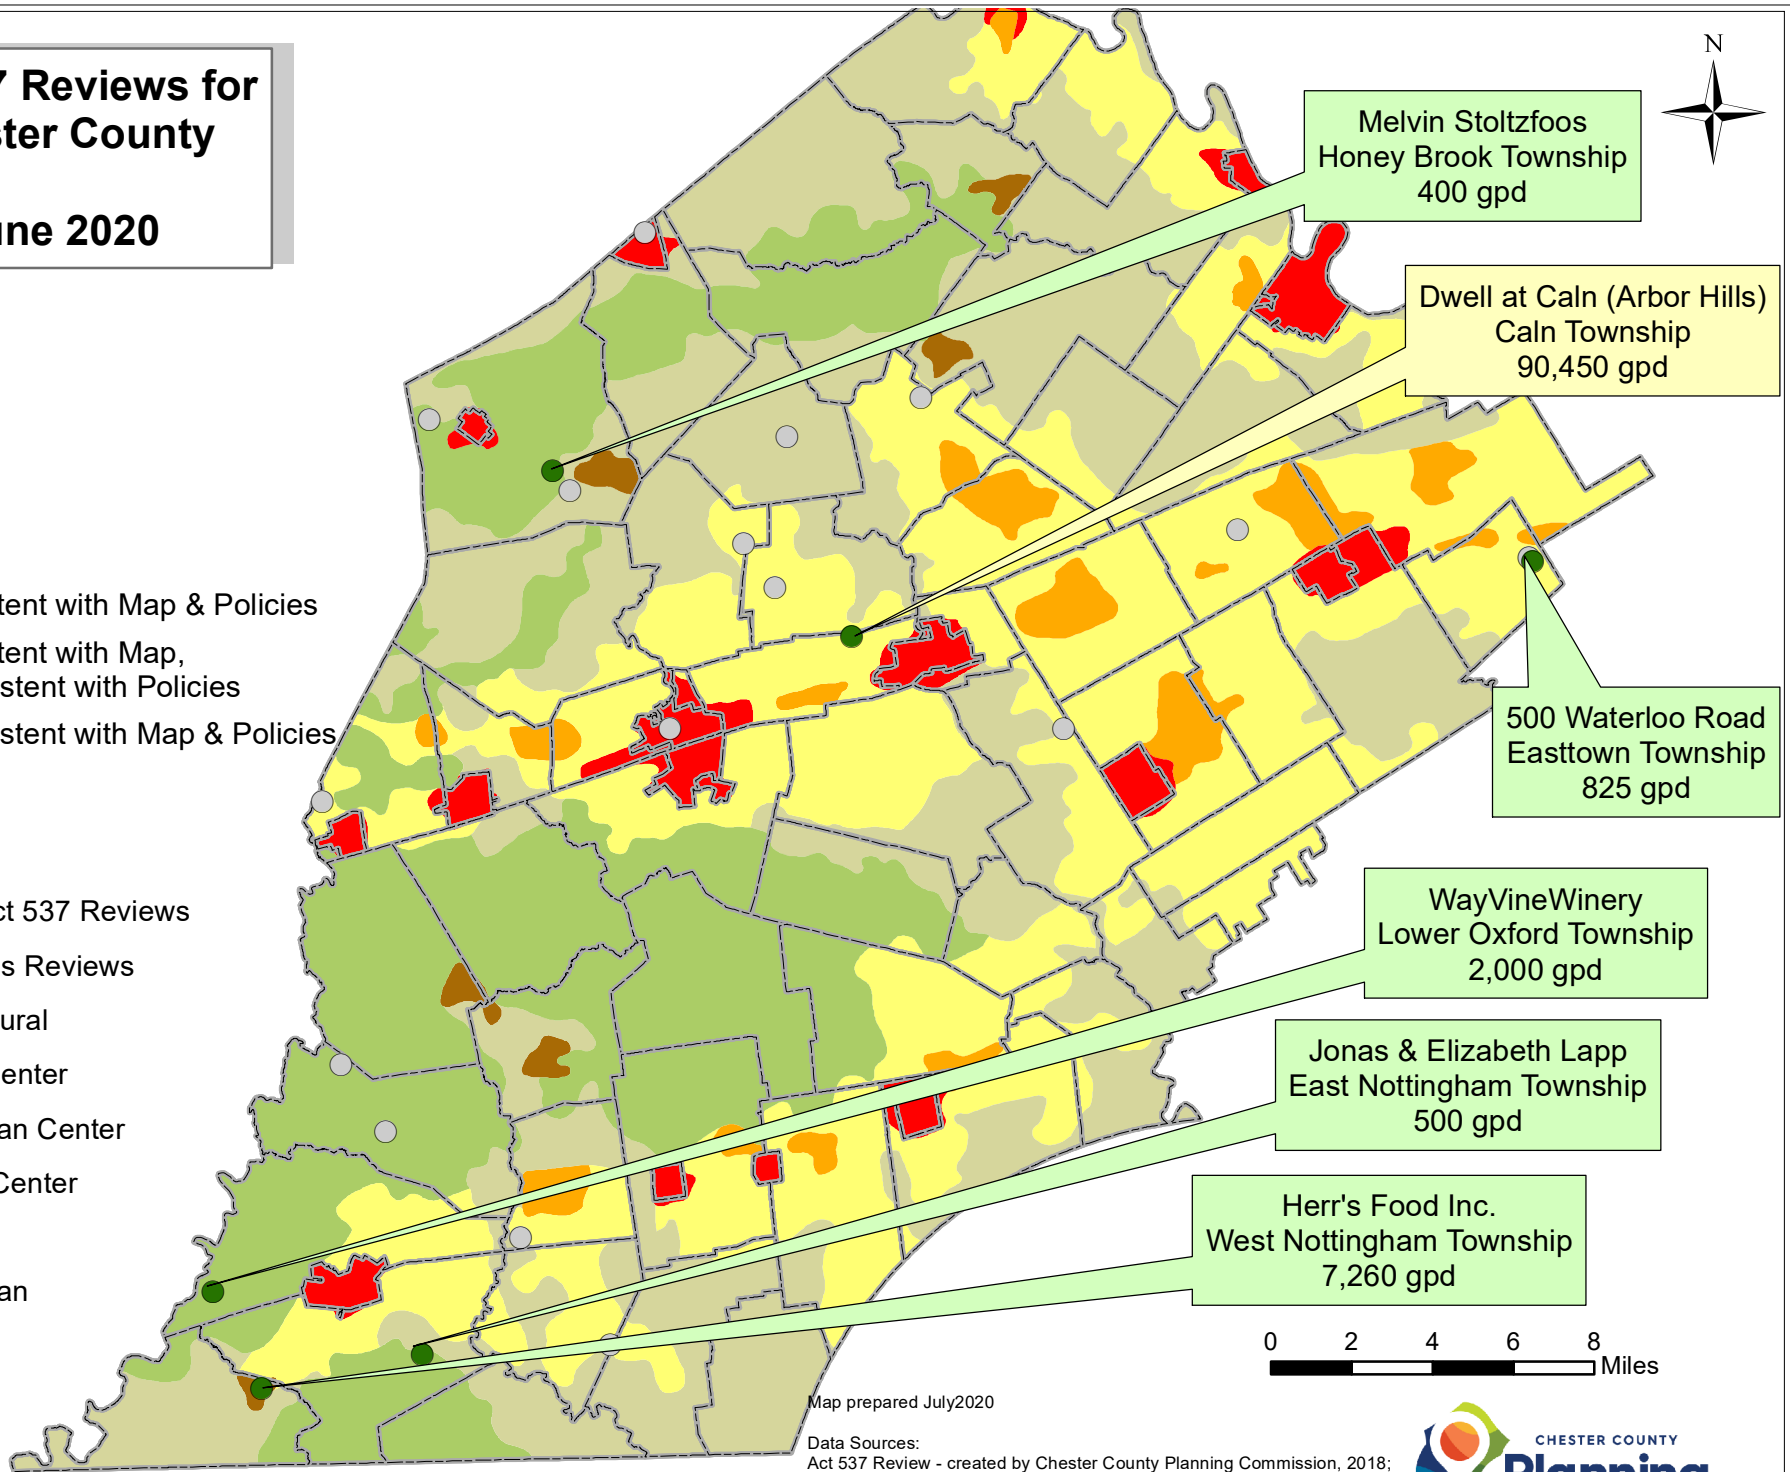 7 Reviews for
ster County
une 2020
N
Melvin Stoltzfoos
Honey Brook Township
400 gpd
Dwell at Caln (Arbor Hills)
Caln Township
90,450 gpd
tent with Map & Policies
tent with Map,
istent with Policies
istent with Map & Policies
500 Waterloo Road
Easttown Township
825 gpd
ct 537 Reviews
s Reviews
ural
enter
an Center
Center
an
WayVineWinery
Lower Oxford Township
2,000 gpd
Jonas & Elizabeth Lapp
East Nottingham Township
500 gpd
Herr's Food Inc.
West Nottingham Township
7,260 gpd
0 2 4 6 8
Miles
Map prepared July2020
Data Sources:
Act 537 Review - created by Chester County Planning Commission, 2018;
CHESTER COUNTY
Planning